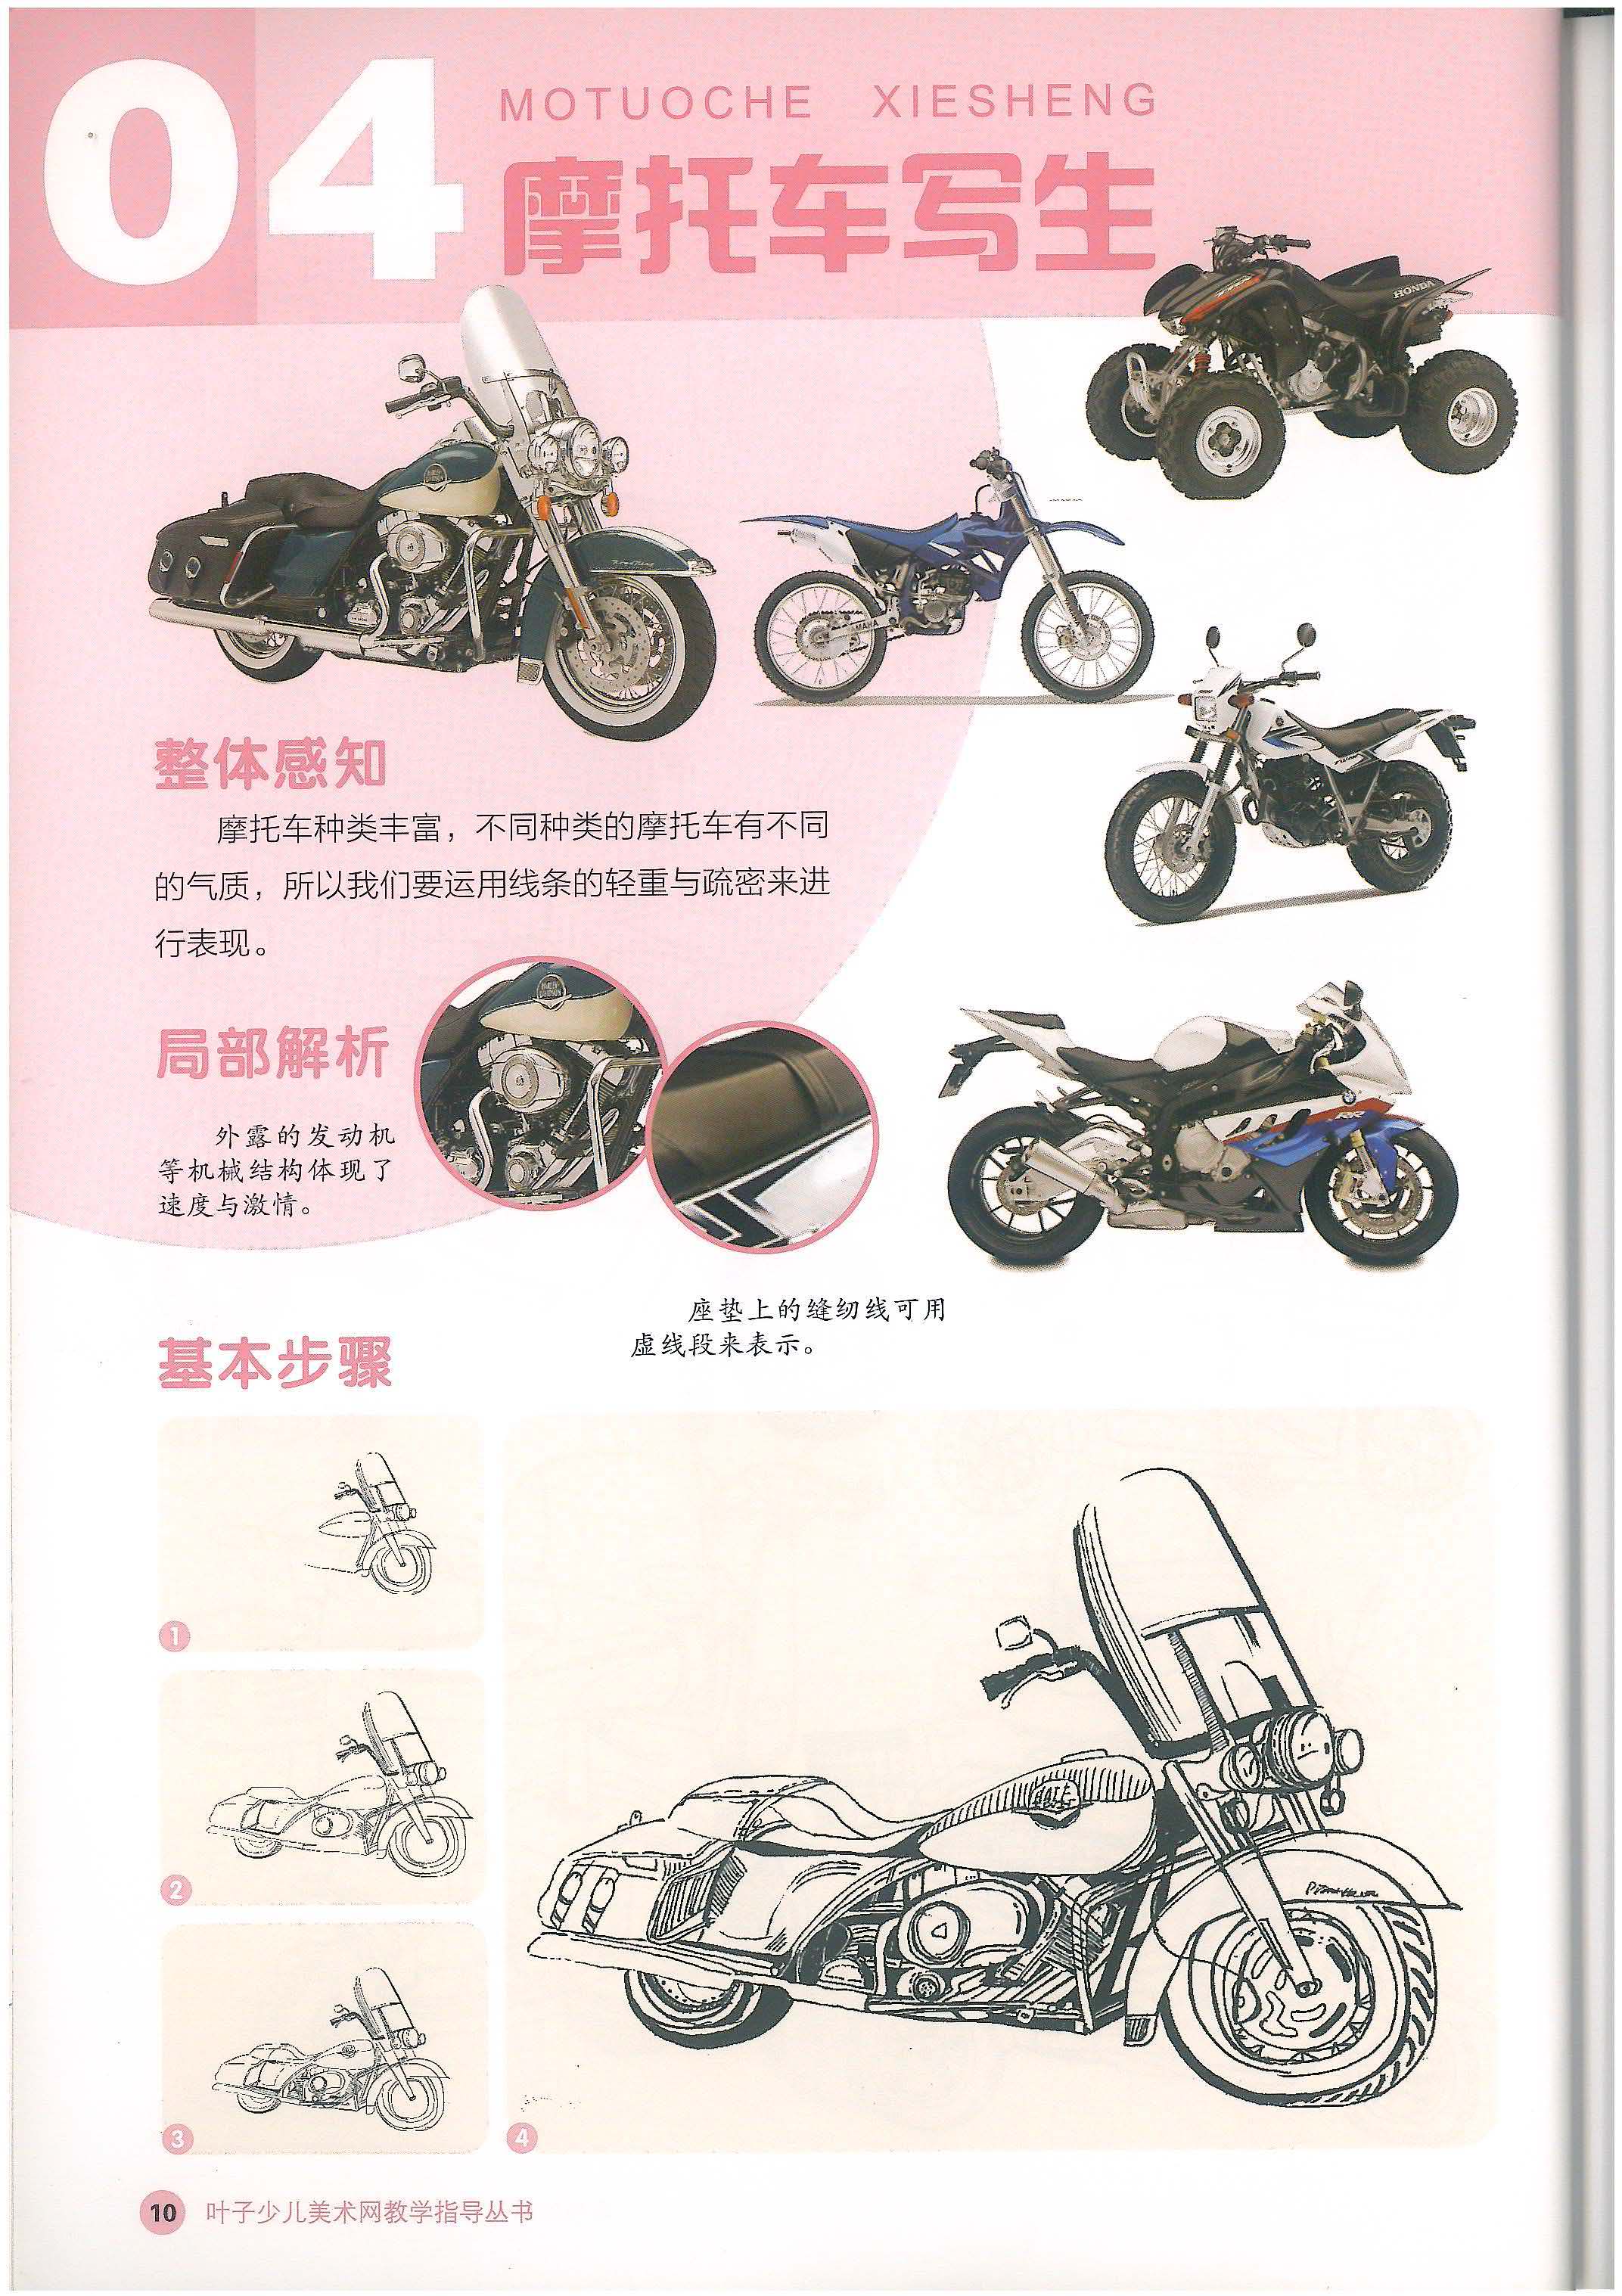 04
MOTUOCHE XIESHENG
摩托车写生
HONDA
整体感知
摩托车种类丰富，不同种类的摩托车有不同
的气质，所以我们要运用线条的轻重与疏密来进
行表现。
局部解析
外露的发动机
等机械结构体现了
速度与激情。
座垫上的缝纫线可用
虚线段来表示。
RR
基本步骤
1
2
3
4
10 叶子少儿美术网教学指导丛书